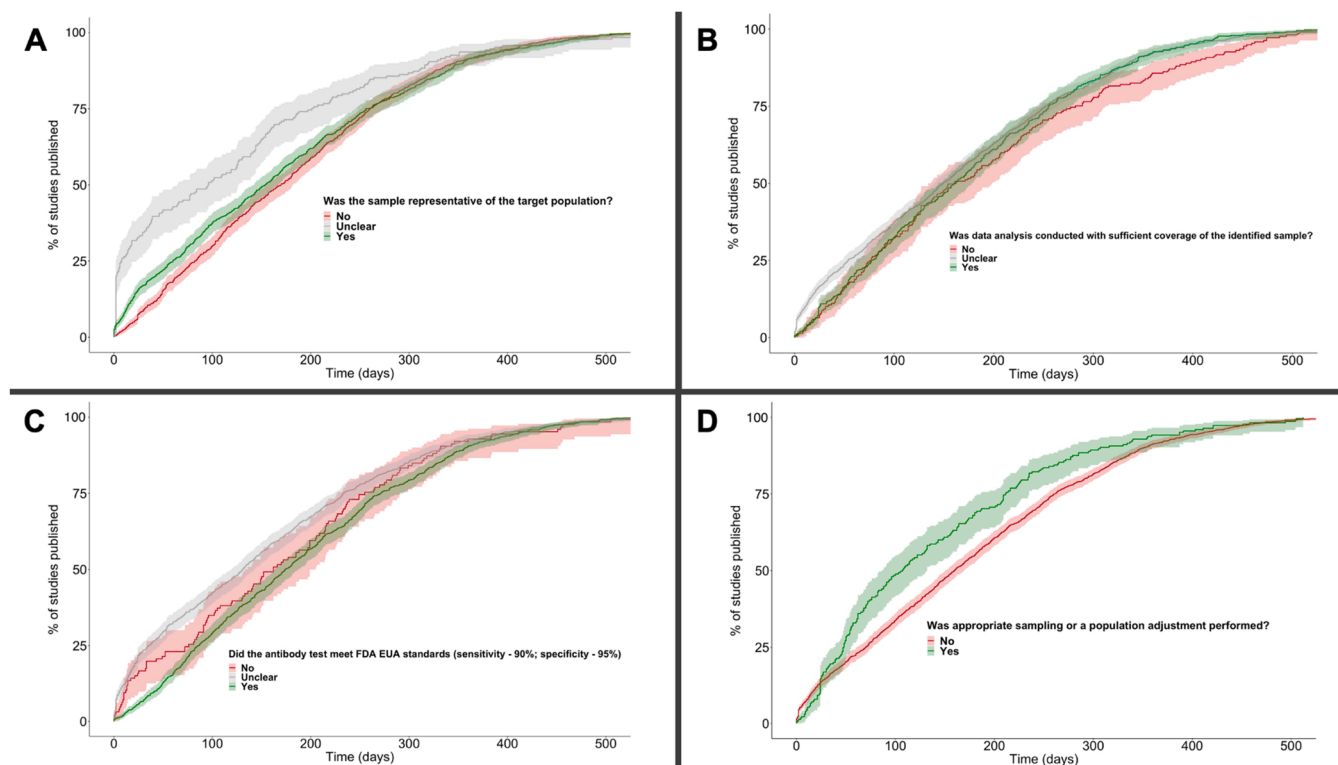 A
% of studies published
100
75
50
25
0
Was the sample representative of the target population?
No
Unclear
Yes
0 100 200 300 400 500
Time (days)
B
% of studies published
100
75
50
25
0
Was data analysis conducted with sufficient coverage of the identified sample?
No
Unclear
Yes
0 100 200 300 400 500
Time (days)
C
% of studies published
100
75
50
25
0
Did the antibody test meet FDA EUA standards (sensitivity - 90%; specificity - 95%)
No
Unclear
Yes
0 100 200 300 400 500
Time (days)
D
% of studies published
100
75
50
25
0
Was appropriate sampling or a population adjustment performed?
No
Yes
0 100 200 300 400 500
Time (days)